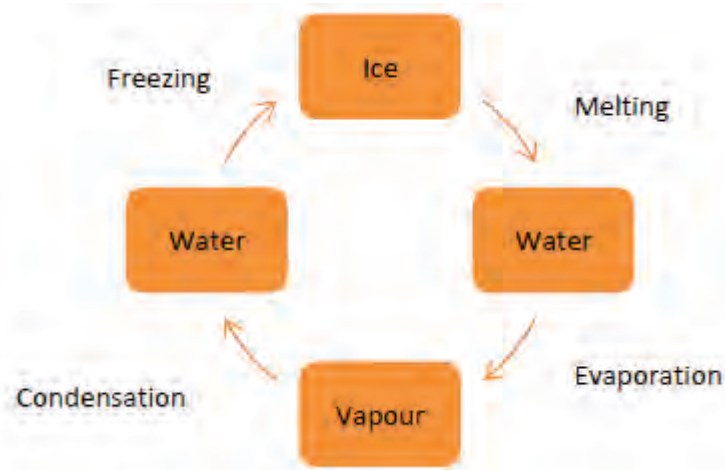 Ice
Freezing
Melting
Water
Water
Evaporation
Condensation
Vapour